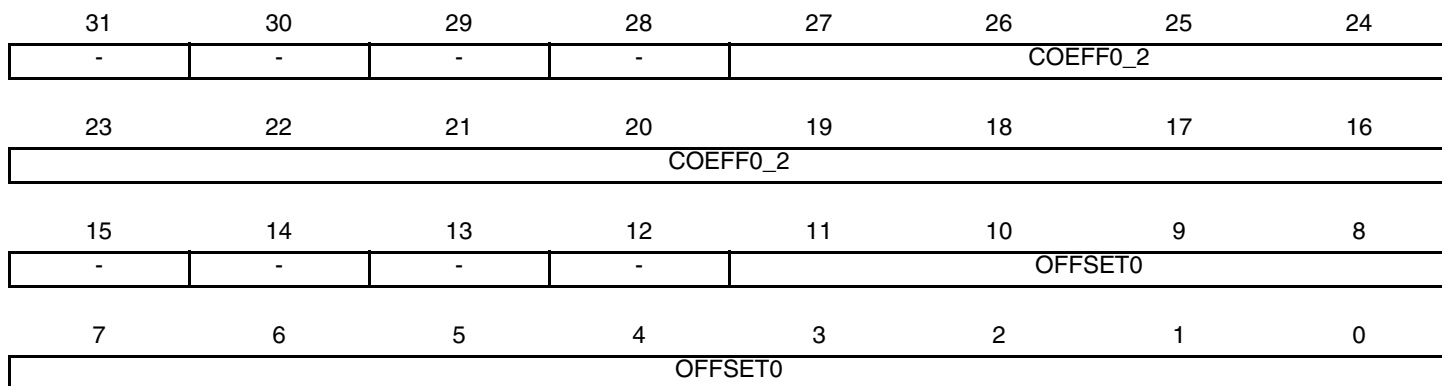 31 30 29 28 27 26 25 24
- - - - COEFF0_2
23 22 21 20 19 18 17 16
COEFF0_2
15 14 13 12 11 10 9 8
- - - - OFFSET0
7 6 5 4 3 2 1 0
OFFSET0